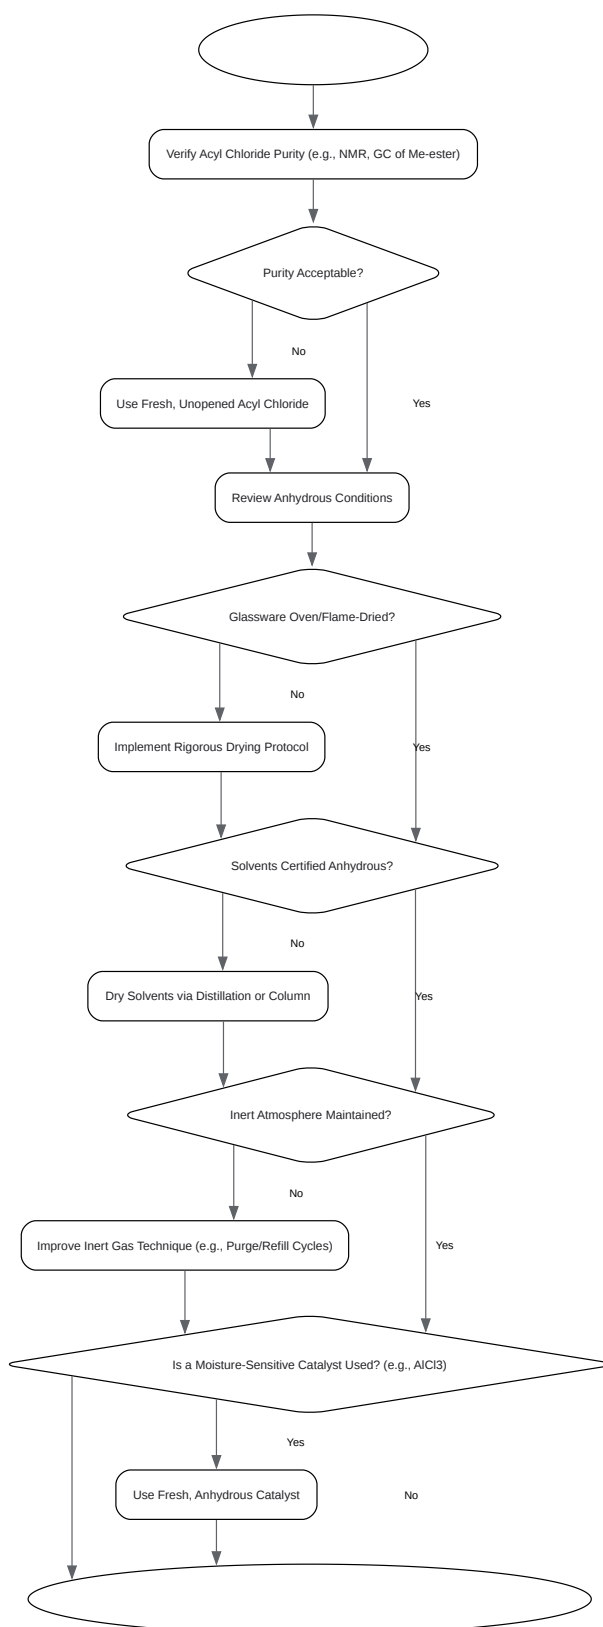 Verify Acyl Chloride Purity (e.g., NMR, GC of Me-ester)
Purity Acceptable?
No
Use Fresh, Unopened Acyl Chloride
Yes
Review Anhydrous Conditions
Glassware Oven/Flame-Dried?
No
Implement Rigorous Drying Protocol
Yes
Solvents Certified Anhydrous?
No
Dry Solvents via Distillation or Column
Yes
Inert Atmosphere Maintained?
No
Improve Inert Gas Technique (e.g., Purge/Refill Cycles)
Yes
Is a Moisture-Sensitive Catalyst Used? (e.g., AlCl3)
Yes
Use Fresh, Anhydrous Catalyst
No